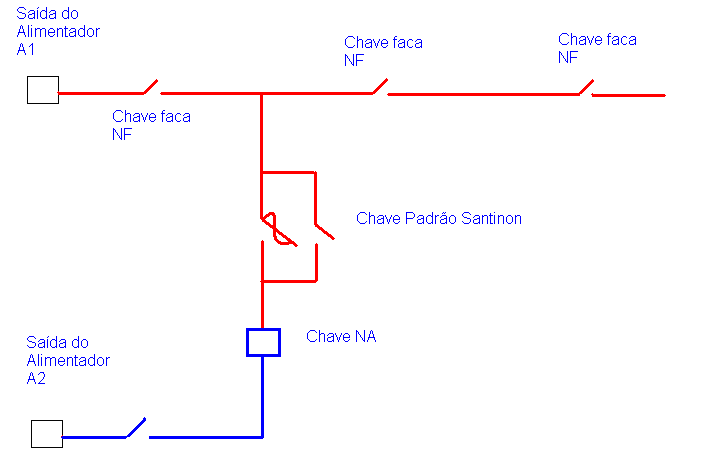 Saída do
Alimentador
A1
Chave faca
NF
Chave faca
NF
Chave faca
NF
Chave Padrão Santinon
Chave NA
Saída do
Alimentador
A2